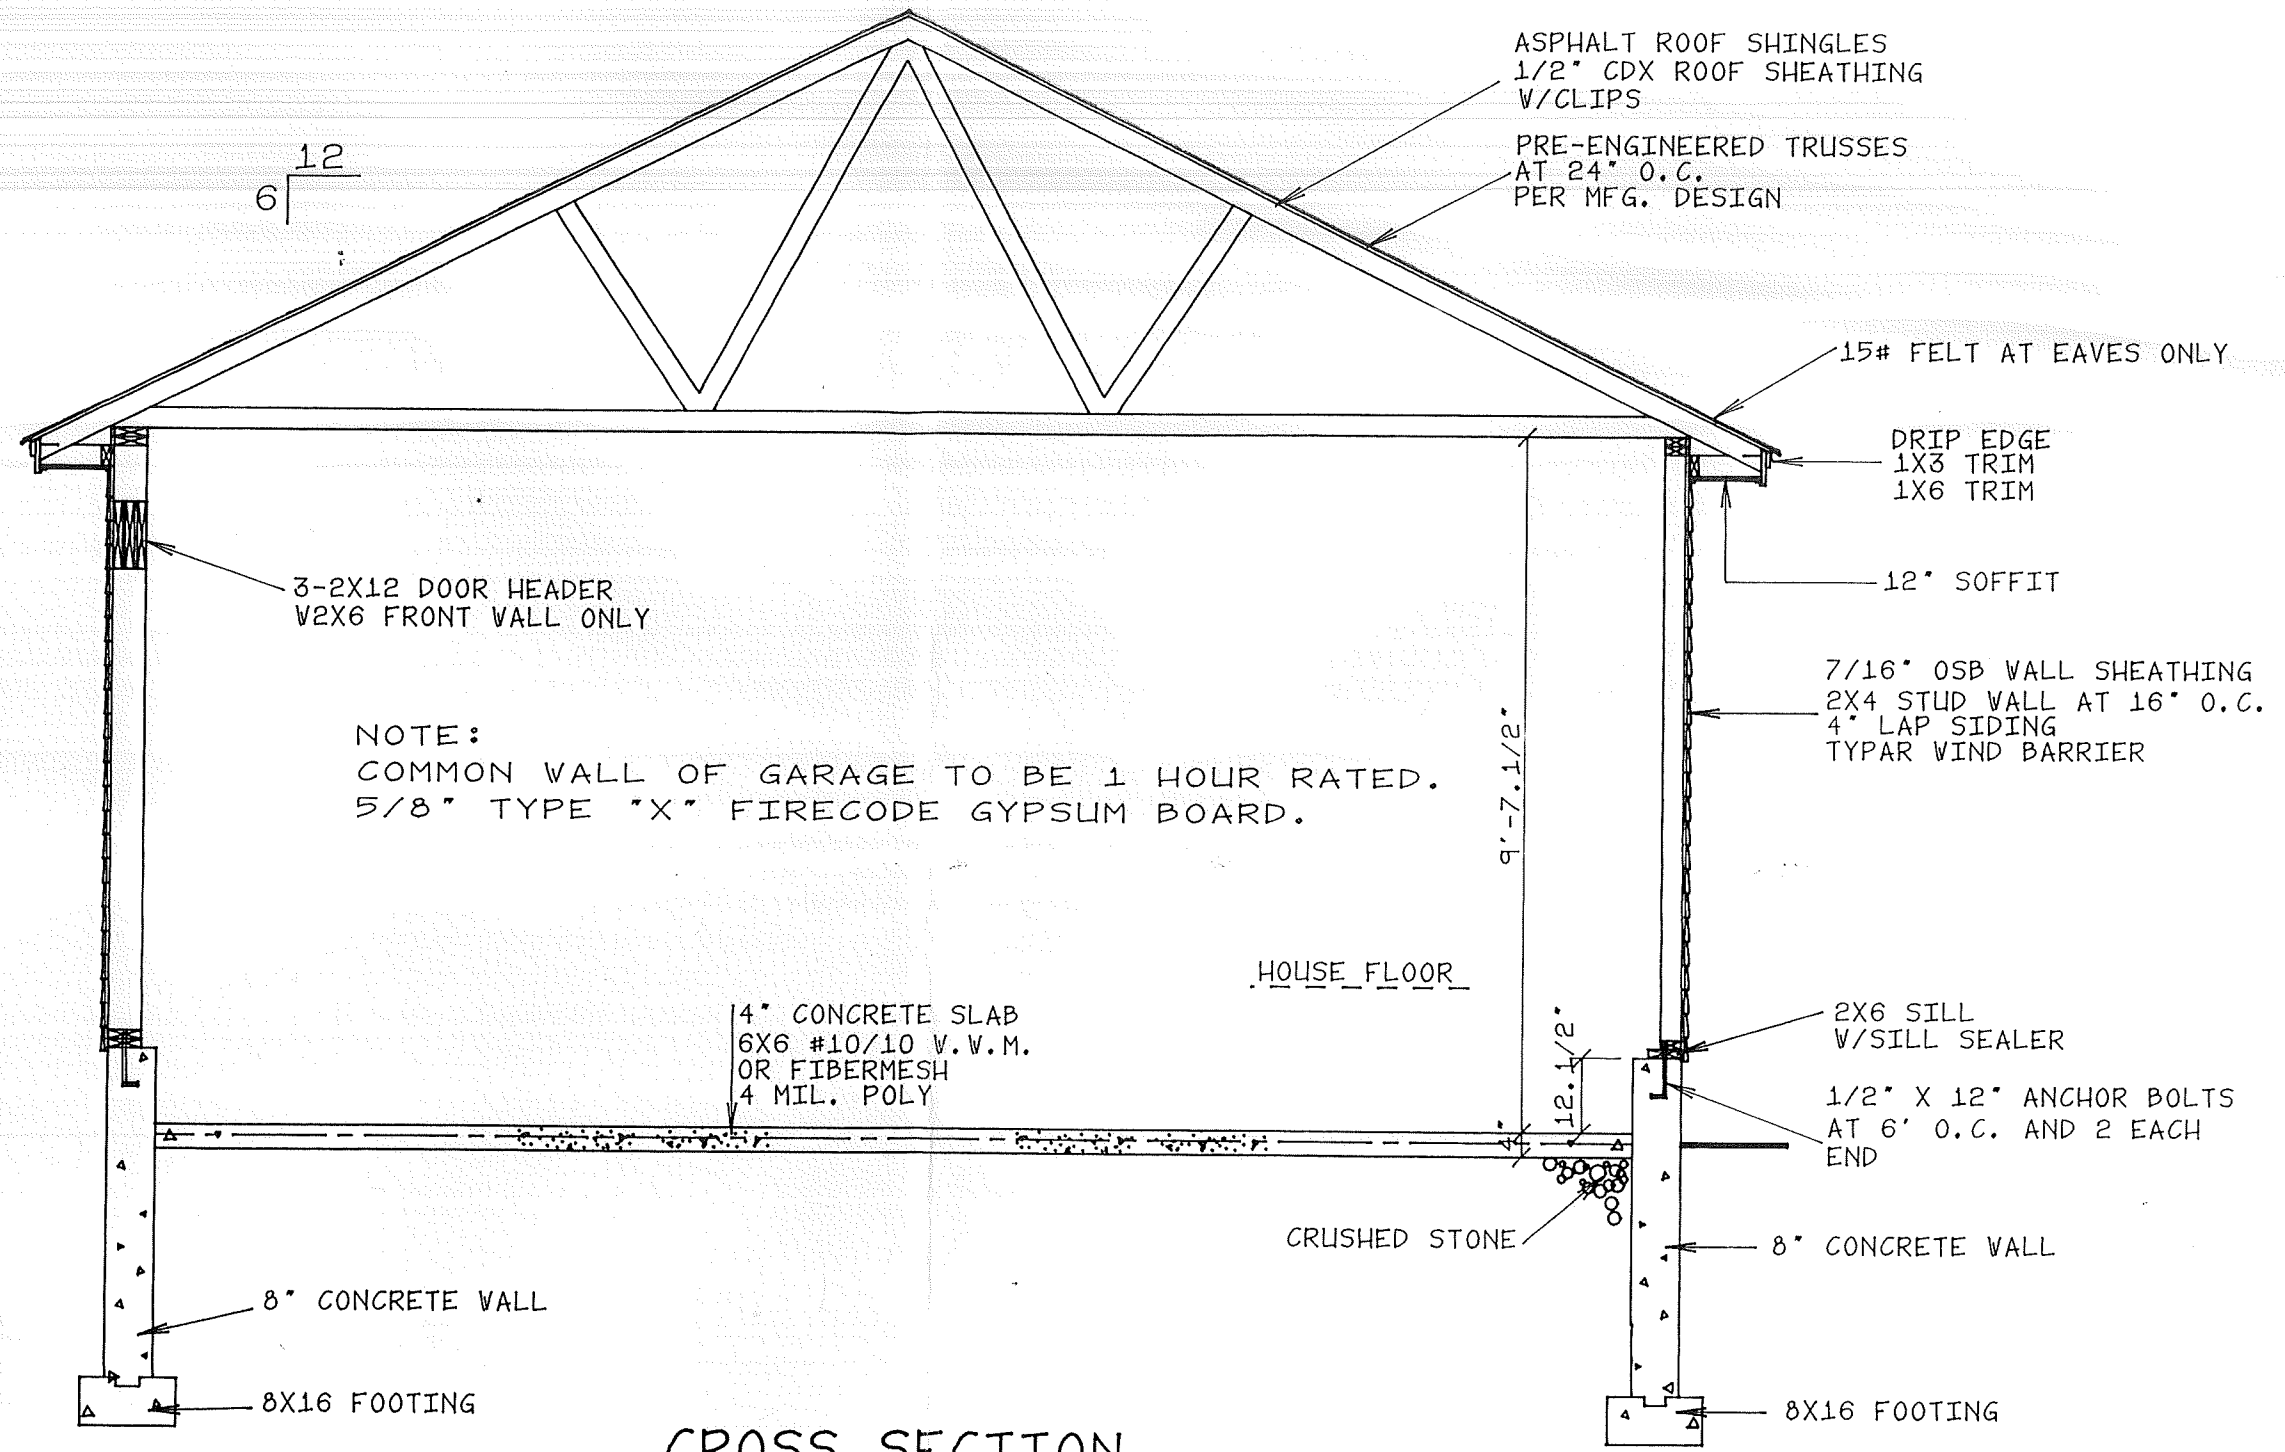 ASPHALT ROOF SHINGLES
1/2" CDX ROOF SHEATHING
W/CLIPS
PRE-ENGINEERED TRUSSES
AT 24" O.C.
PER MFG. DESIGN
12
6
15# FELT AT EAVES ONLY
DRIP EDGE
1X3 TRIM
1X6 TRIM
12" SOFFIT
3-2X12 DOOR HEADER
W2X6 FRONT WALL ONLY
7/16" OSB WALL SHEATHING
2X4 STUD WALL AT 16" O.C.
4" LAP SIDING
TYPAR WIND BARRIER
NOTE:
COMMON WALL OF GARAGE TO BE 1 HOUR RATED.
5/8" TYPE "X" FIRECODE GYPSUM BOARD.
9'-7.1/2"
HOUSE FLOOR
4" CONCRETE SLAB
6X6 #10/10 W.W.M.
OR FIBERMESH
4 MIL. POLY
12.1/2"
4"
2X6 SILL
W/SILL SEALER
1/2" X 12" ANCHOR BOLTS
AT 6' O.C. AND 2 EACH
END
CRUSHED STONE
8" CONCRETE WALL
8" CONCRETE WALL
8X16 FOOTING
8X16 FOOTING
CROSS SECTION